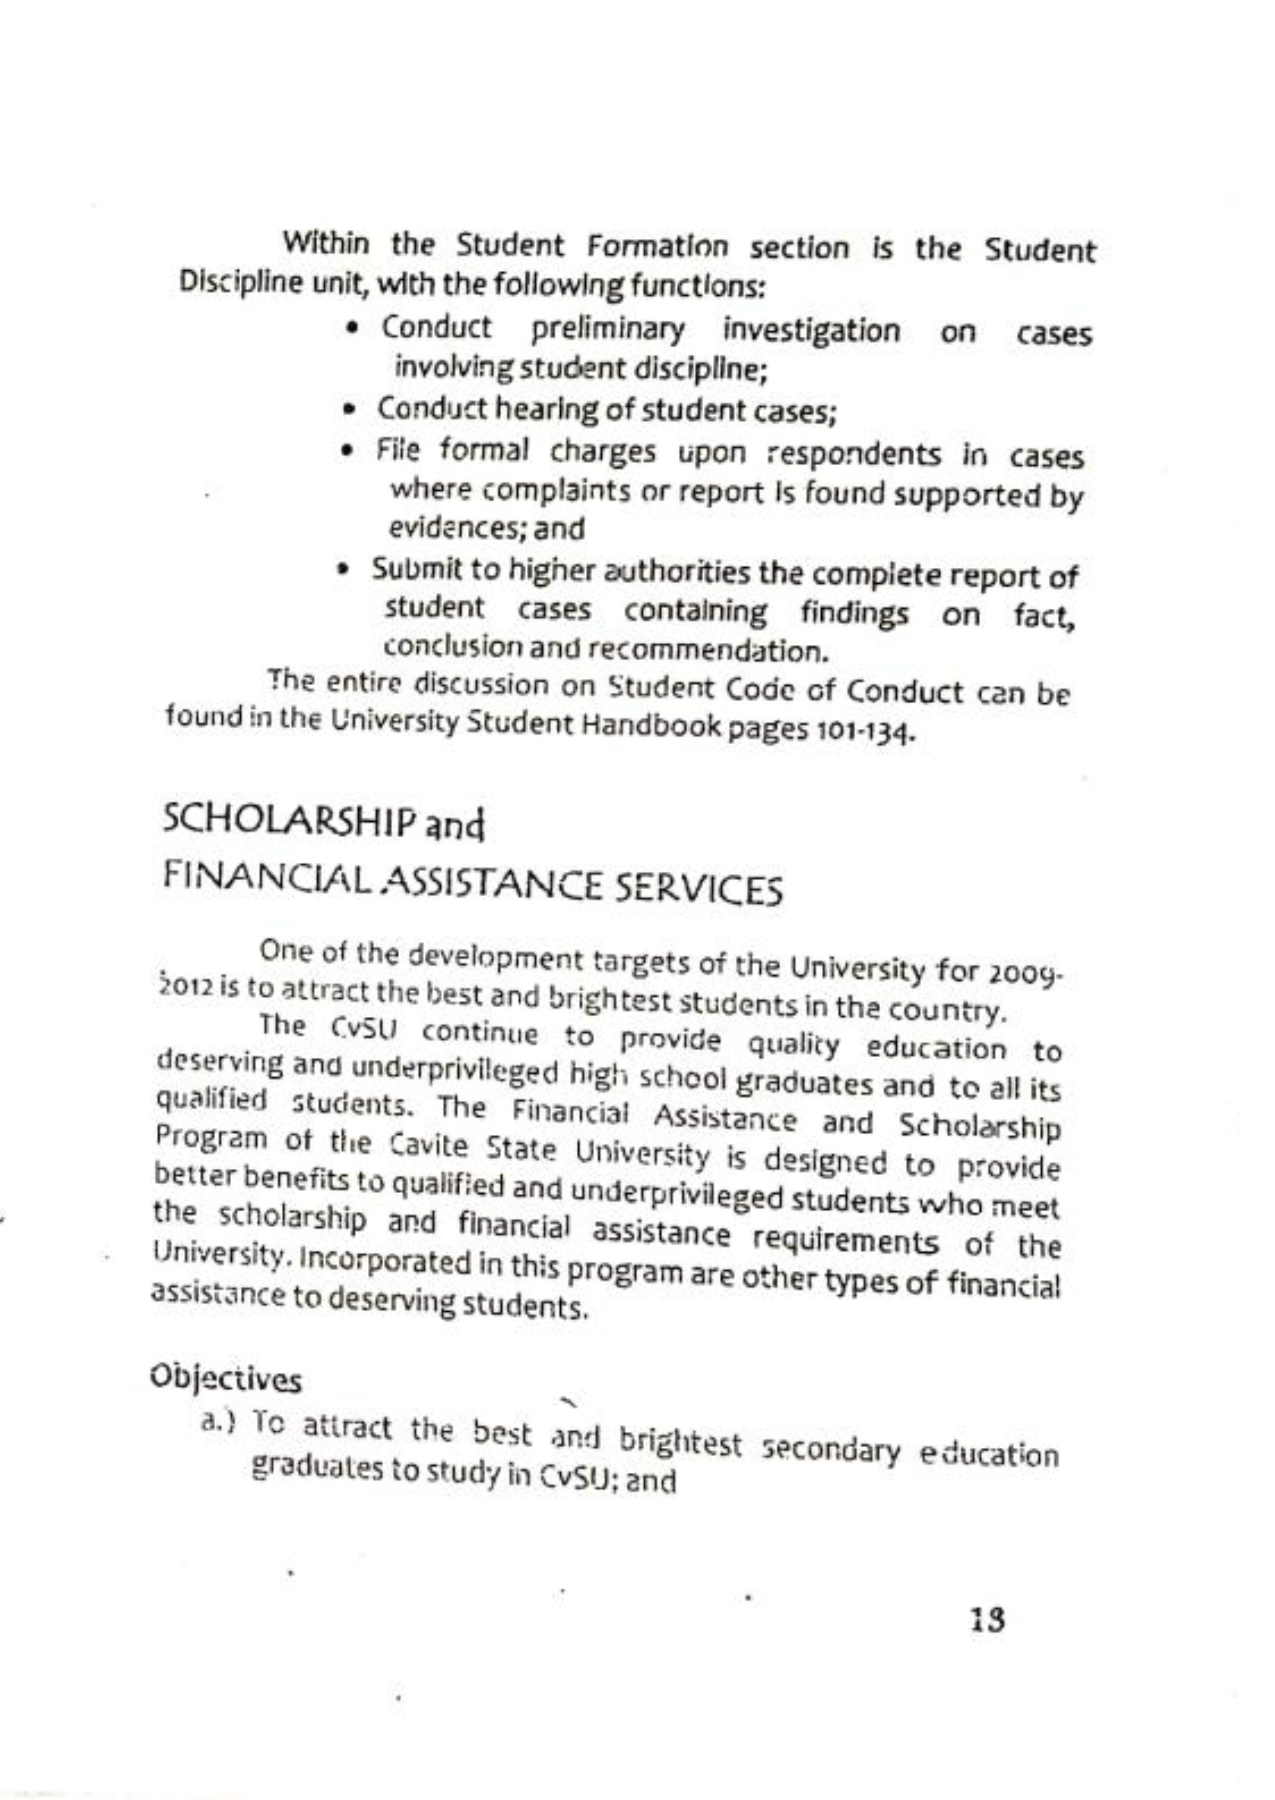 Within the Student Formation section is the Student
Discipline unit, with the following functions:
• Conduct preliminary investigation on cases
involving student discipline;
• Conduct hearing of student cases;
• File formal charges upon respondents in cases
where complaints or report is found supported by
evidences; and
• Submit to higher authorities the complete report of
student cases containing findings on fact,
conclusion and recommendation.
The entire discussion on Student Code of Conduct can be
found in the University Student Handbook pages 101-134.
SCHOLARSHIP and
FINANCIAL ASSISTANCE SERVICES
One of the development targets of the University for 2009-
2012 is to attract the best and brightest students in the country.
The CvSU continue to provide quality education to
deserving and underprivileged high school graduates and to all its
qualified students. The Financial Assistance and Scholarship
Program of the Cavite State University is designed to provide
better benefits to qualified and underprivileged students who meet
the scholarship and financial assistance requirements of the
University. Incorporated in this program are other types of financial
assistance to deserving students.
Objectives
a.) To attract the best and brightest secondary education
graduates to study in CvSU; and